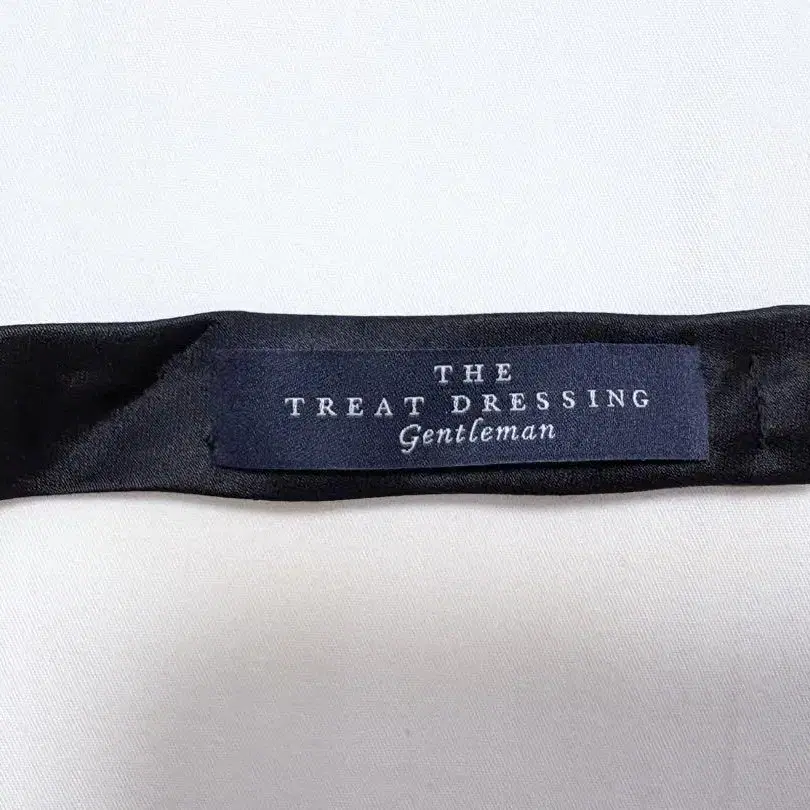 THE
TREAT DRESSING
Gentleman